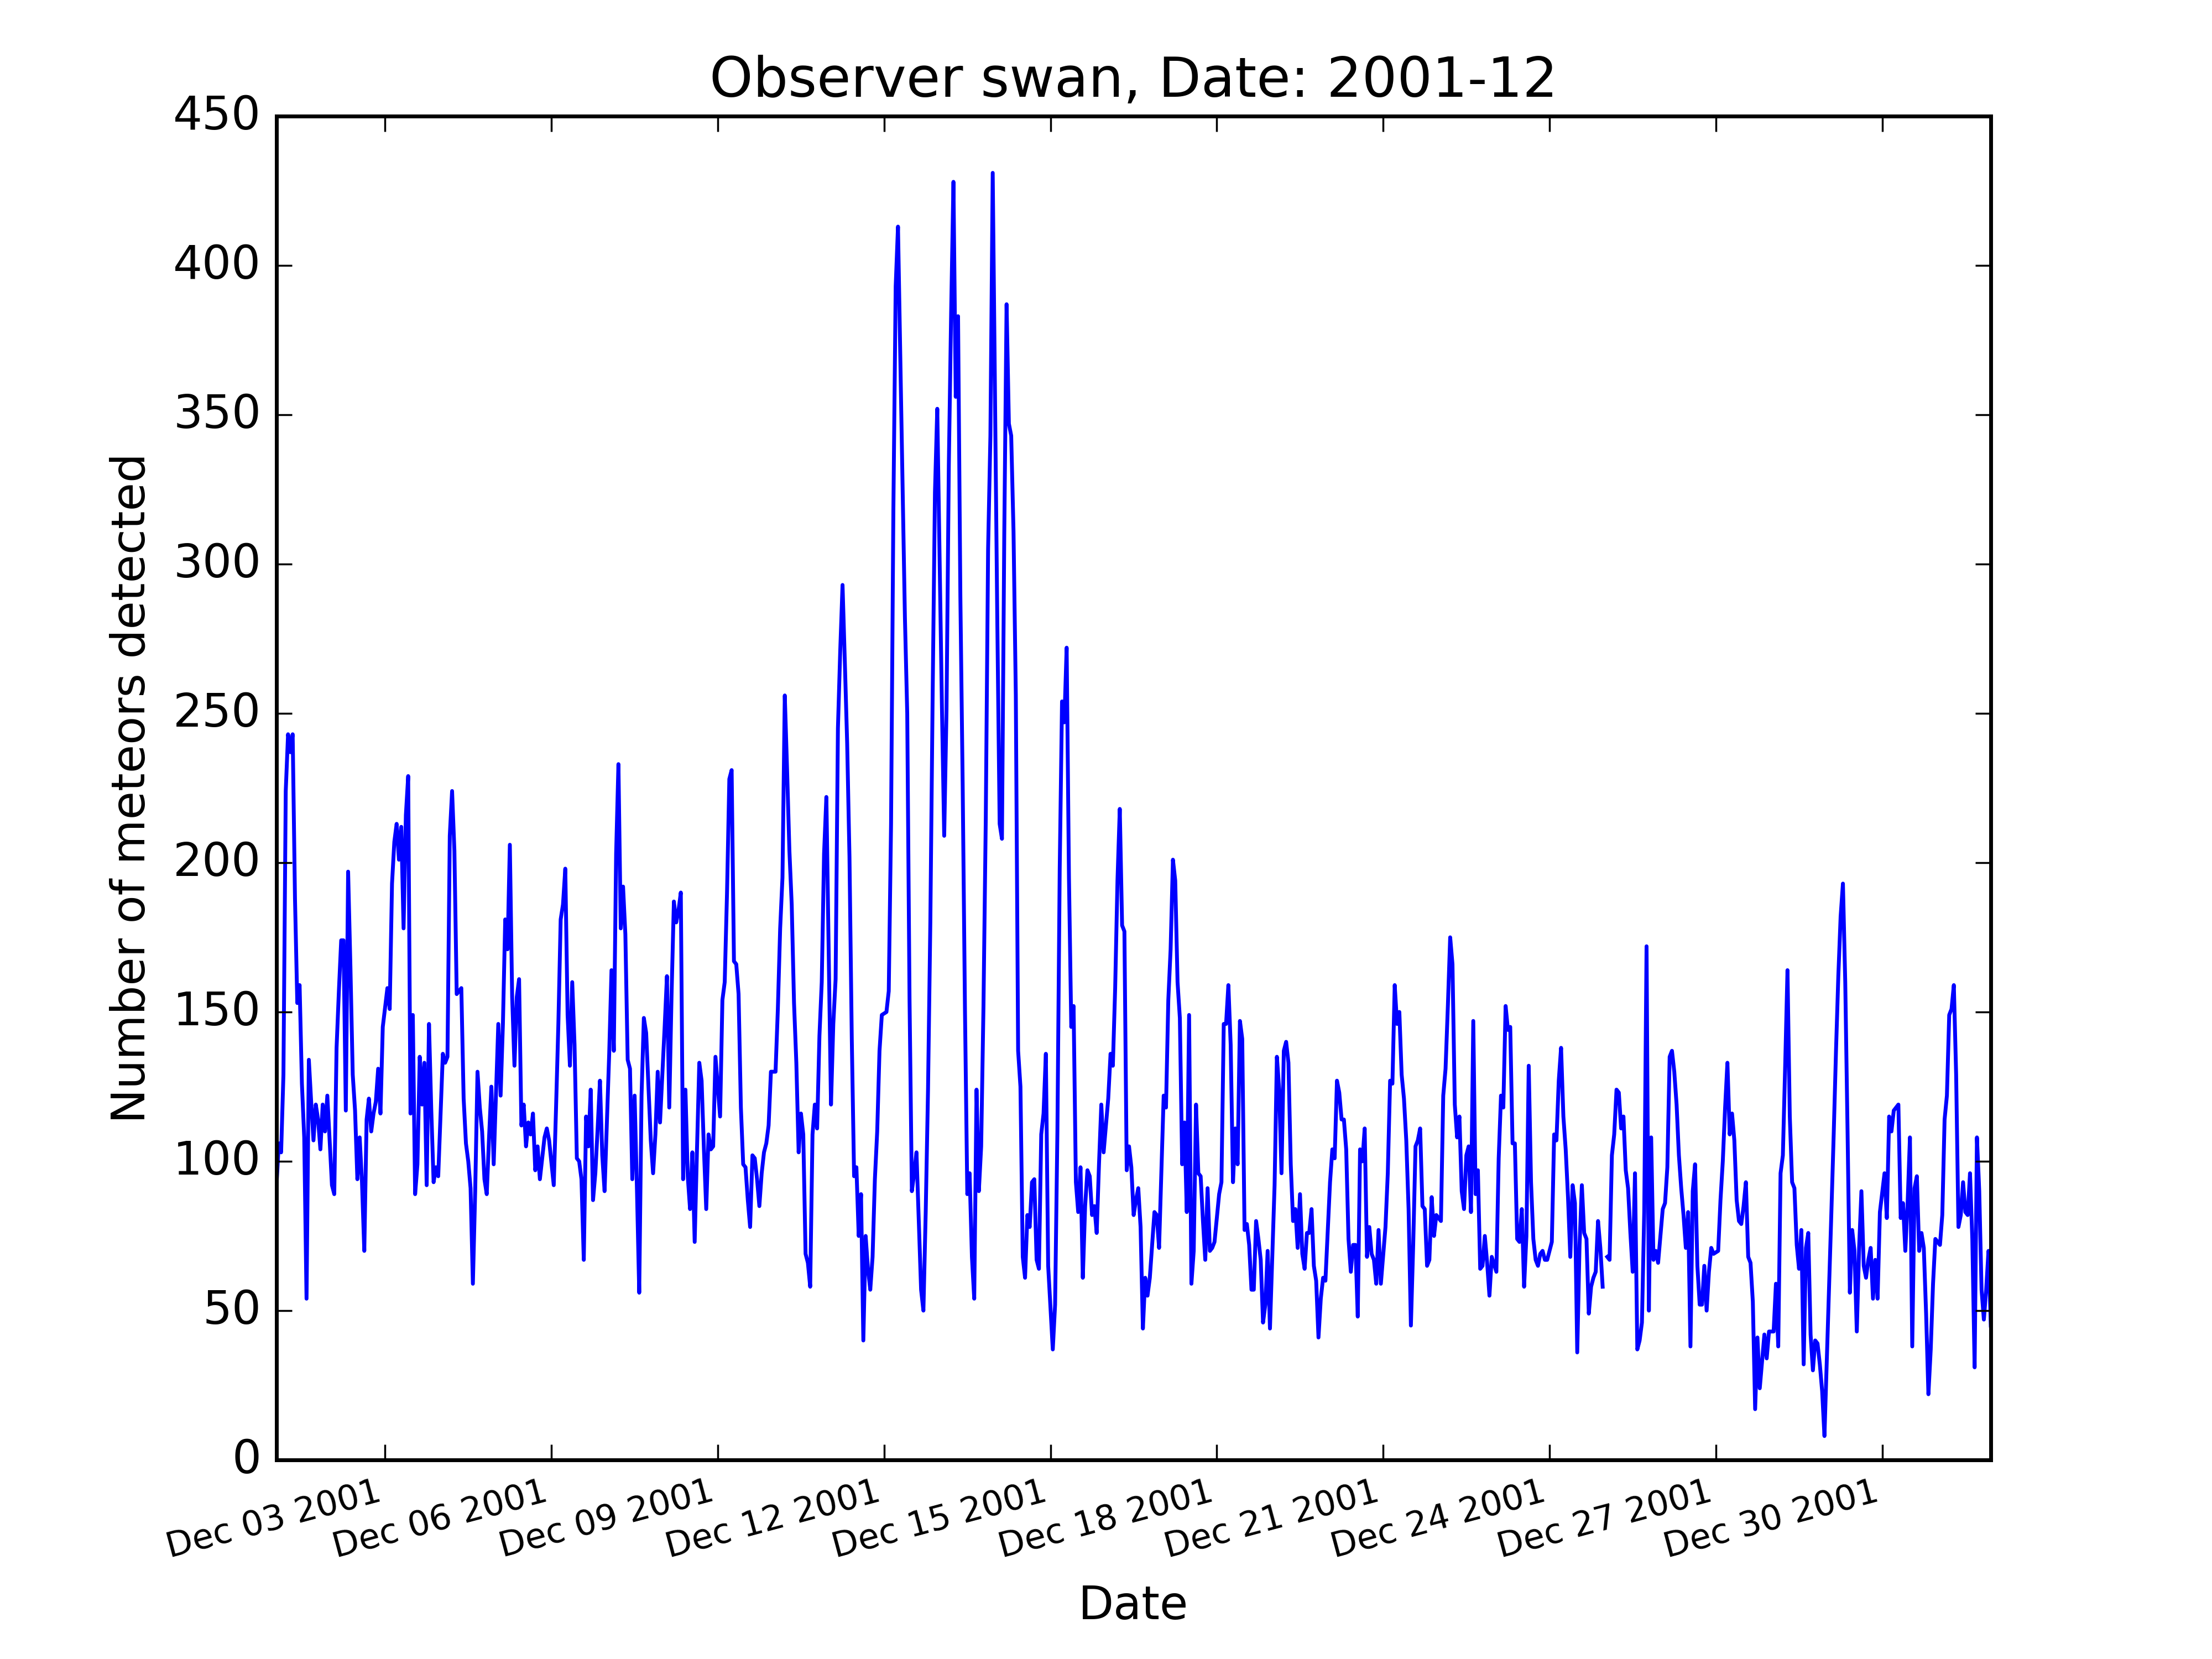 Observer swan, Date: 2001-12
450
400
350
300
250
200
150
100
50
0
Number of meteors detected
Dec 03 2001
Dec 06 2001
Dec 09 2001
Dec 12 2001
Dec 15 2001
Dec 18 2001
Dec 21 2001
Dec 24 2001
Dec 27 2001
Dec 30 2001
Date